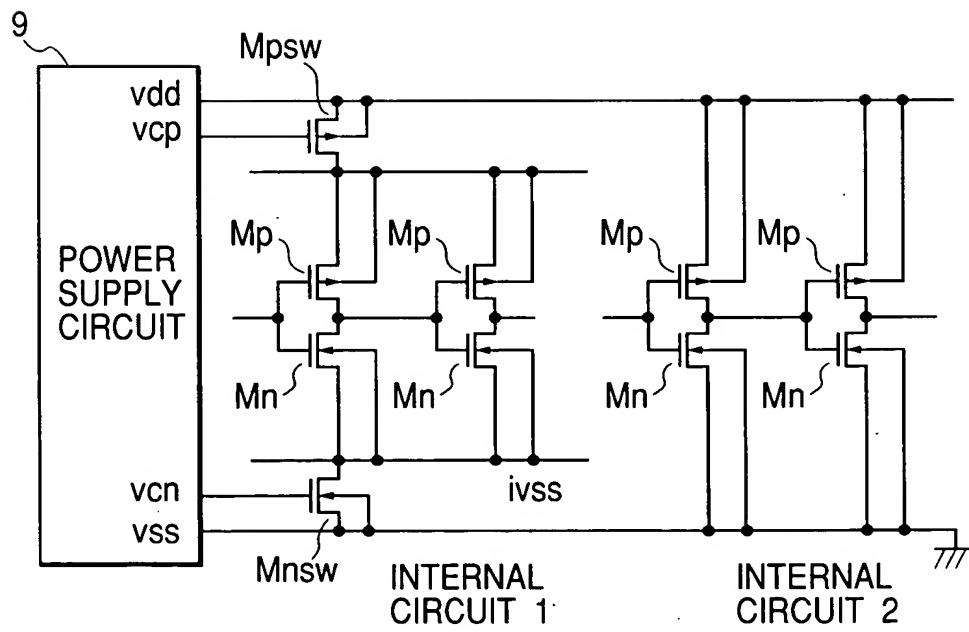 9
Mpsw
vdd
vcp
Mp
Mp
Mp
Mp
POWER
SUPPLY
CIRCUIT
Mn
Mn
Mn
Mn
vcn
ivss
vss
Mnsw
INTERNAL
CIRCUIT 1
INTERNAL
CIRCUIT 2